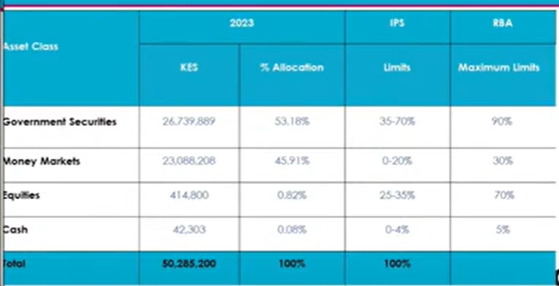 2023 IPS RBA
Asset Class
KES % Allocation Limits Maximum Limits
Government Securities 26,739,889 53.18% 35-70% 90%
Money Markets 23,088,208 45.91% 0-20% 30%
Equities 414,800 0.82% 25-35% 70%
Cash 42,303 0.08% 0-4% 5%
Total 50,285,200 100% 100%